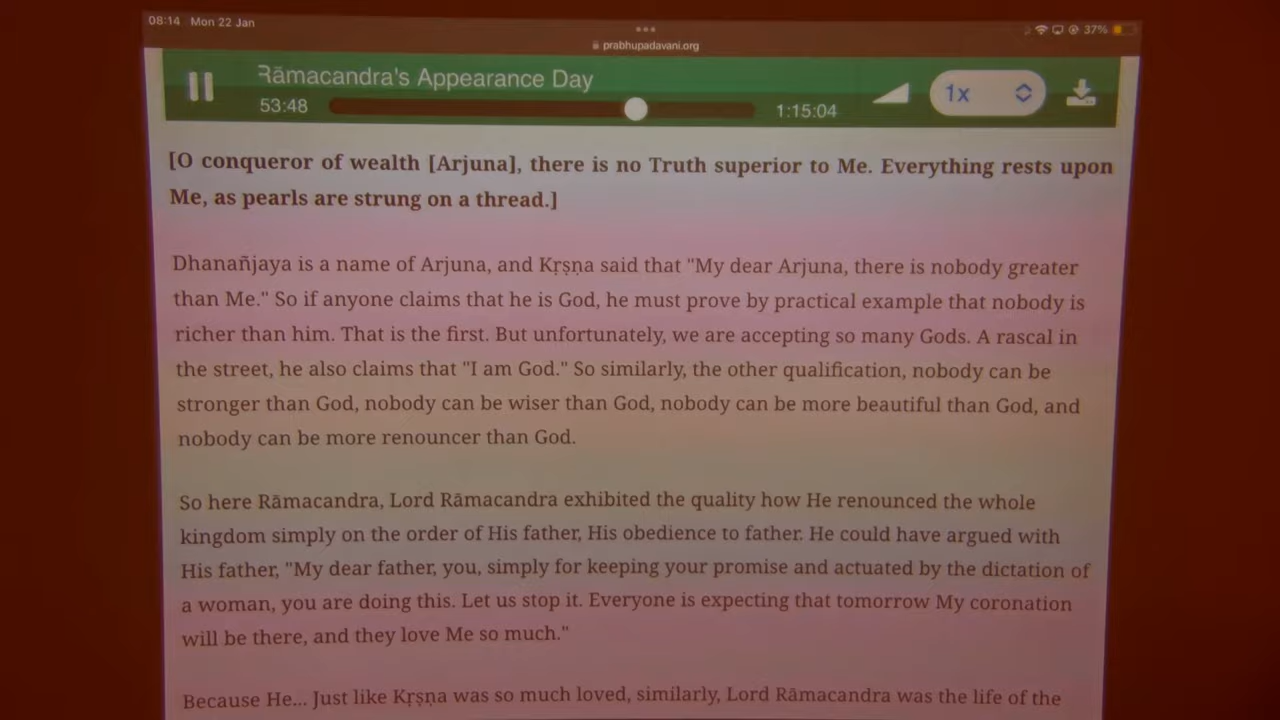 08:14 Mon 22 Jan
37%
prabhupadavani.org
Rāmacandra's Appearance Day
53:48
1:15:04
1x
[O conqueror of wealth [Arjuna], there is no Truth superior to Me. Everything rests upon
Me, as pearls are strung on a thread.]
Dhanañjaya is a name of Arjuna, and Kṛṣṇa said that "My dear Arjuna, there is nobody greater
than Me." So if anyone claims that he is God, he must prove by practical example that nobody is
richer than him. That is the first. But unfortunately, we are accepting so many Gods. A rascal in
the street, he also claims that "I am God." So similarly, the other qualification, nobody can be
stronger than God, nobody can be wiser than God, nobody can be more beautiful than God, and
nobody can be more renouncer than God.
So here Rāmacandra, Lord Rāmacandra exhibited the quality how He renounced the whole
kingdom simply on the order of His father, His obedience to father. He could have argued with
His father, "My dear father, you, simply for keeping your promise and actuated by the dictation of
a woman, you are doing this. Let us stop it. Everyone is expecting that tomorrow My coronation
will be there, and they love Me so much."
Because He... Just like Kṛṣṇa was so much loved, similarly, Lord Rāmacandra was the life of the